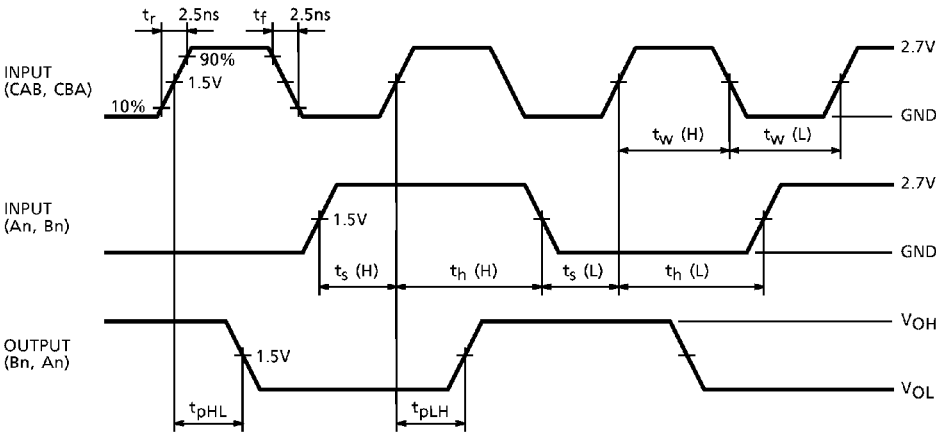 tr 2.5ns tf 2.5ns
INPUT
(CAB, CBA)
90%
1.5V
10%
2.7V
GND
tw (H) tw (L)
INPUT
(An, Bn)
1.5V
2.7V
GND
ts (H) th (H) ts (L) th (L)
OUTPUT
(Bn, An)
1.5V
VOH
VOL
tpHL tpLH